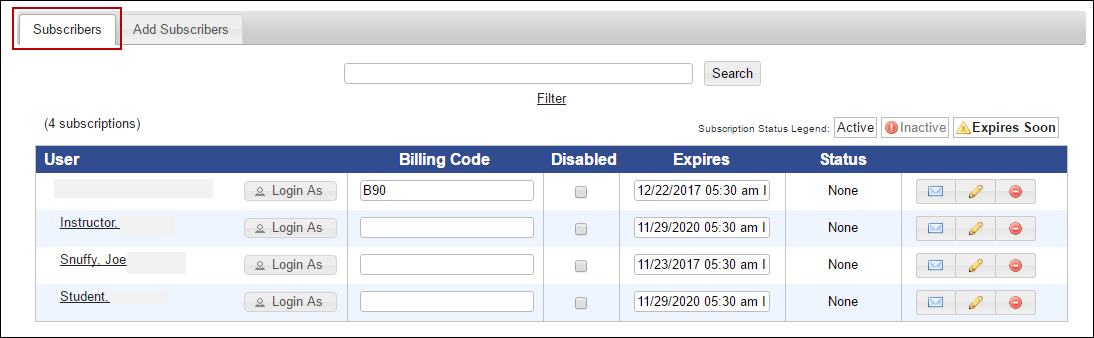 Subscribers Add Subscribers
Search
Filter
(4 subscriptions)
Subscription Status Legend: Active Inactive Expires Soon
User Billing Code Disabled Expires Status
Login As B90 12/22/2017 05:30 am None
Instructor, Login As 11/29/2020 05:30 am None
Snuffy, Joe Login As 11/23/2017 05:30 am None
Student, Login As 11/29/2020 05:30 am None